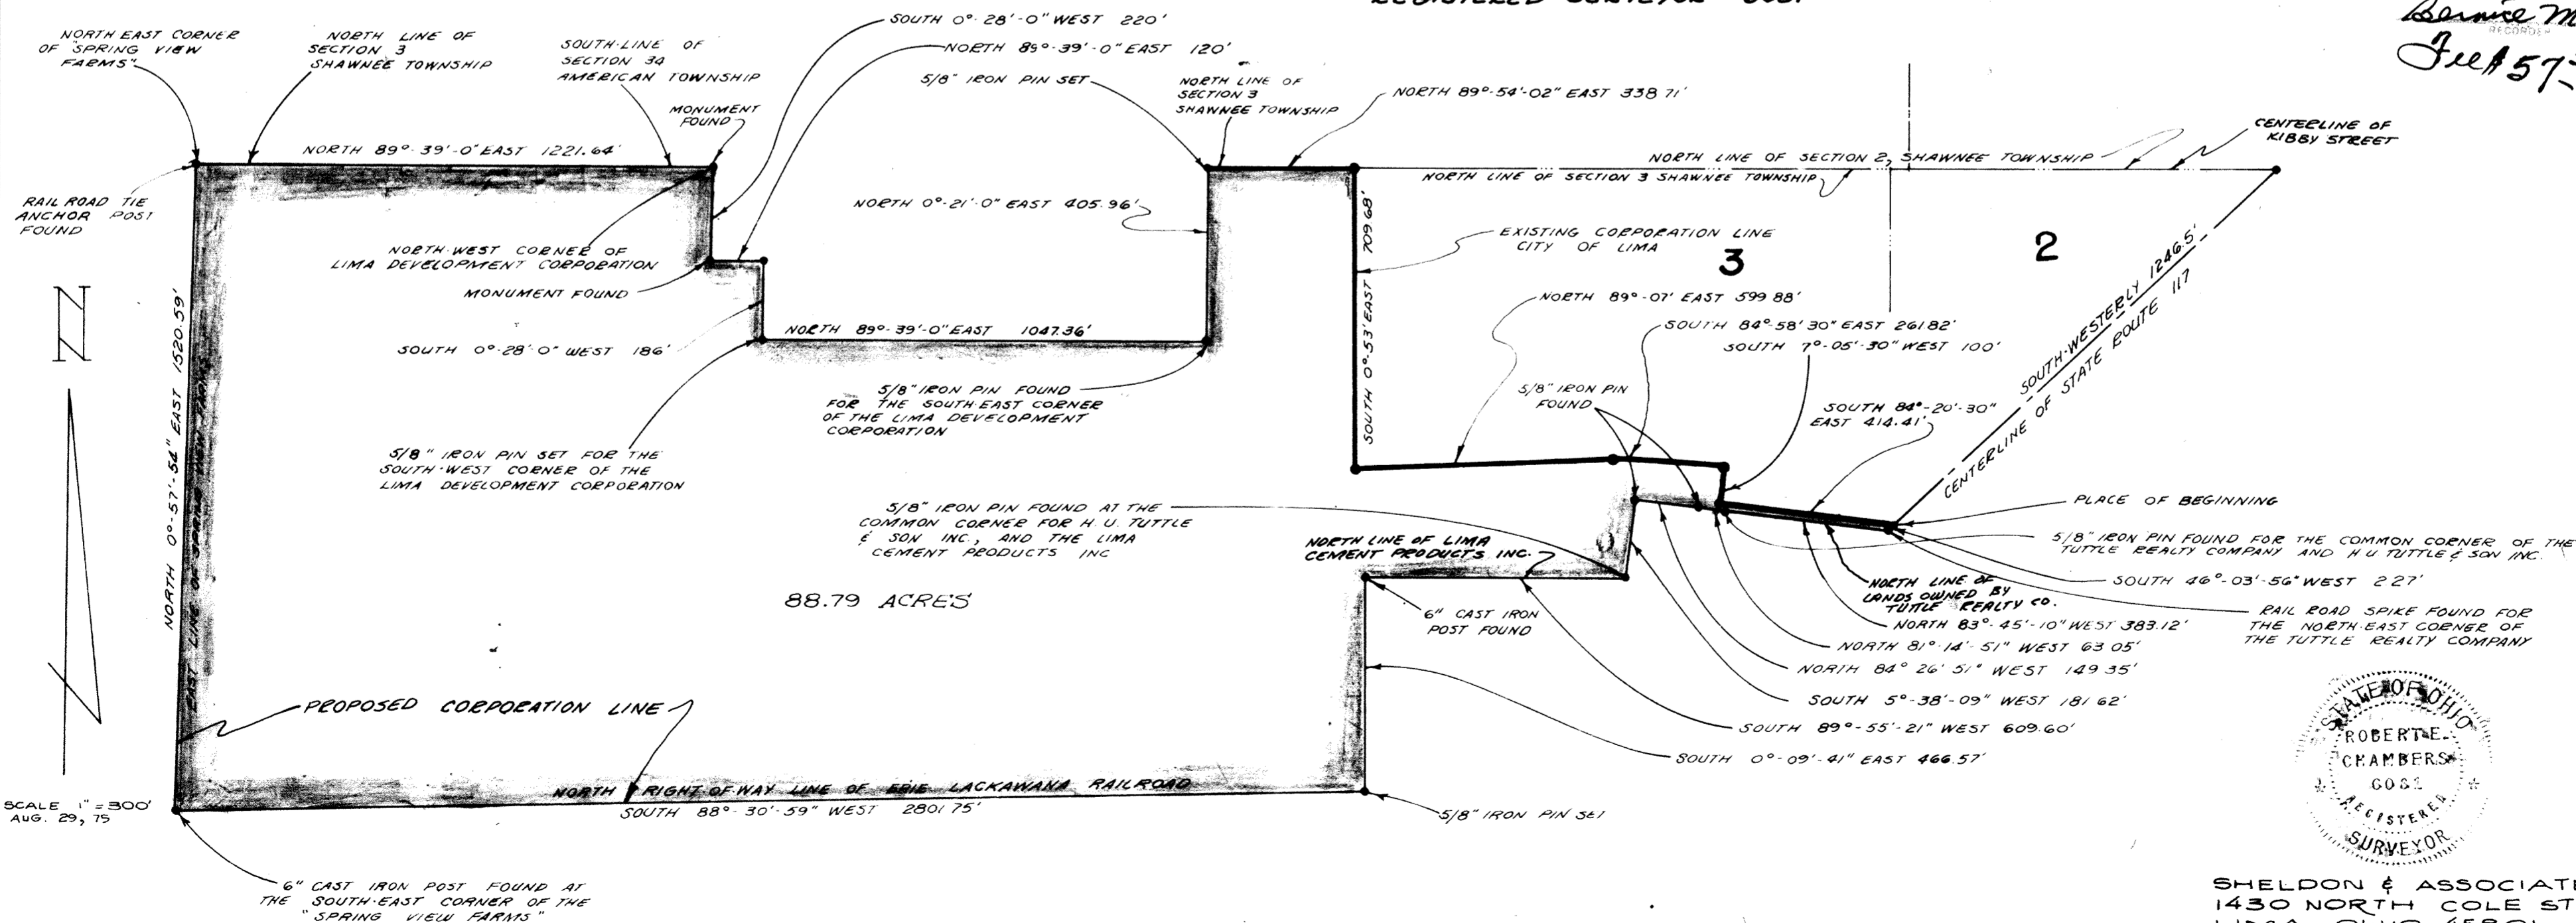 REGISTERED SURVEYOR
RECORDER
NORTH EAST CORNER
OF "SPRING VIEW
FARMS"
NORTH LINE OF
SECTION 3
SHAWNEE TOWNSHIP
SOUTH LINE OF
SECTION 34
AMERICAN TOWNSHIP
MONUMENT
FOUND
SOUTH 0°-28'-0" WEST 220'
NORTH 89°-39'-0" EAST 120'
5/8" IRON PIN SET
NORTH LINE OF
SECTION 3
SHAWNEE TOWNSHIP
NORTH 89°-54'-02" EAST 338 71'
CENTERLINE OF
KIBBY STREET
NORTH 89°-39'-0" EAST 1221.64'
NORTH LINE OF SECTION 2, SHAWNEE TOWNSHIP
NORTH LINE OF SECTION 3 SHAWNEE TOWNSHIP
RAIL ROAD TIE
ANCHOR POST
FOUND
NORTH 0°-21'-0" EAST 405.96'
NORTH-WEST CORNER OF
LIMA DEVELOPMENT CORPORATION
MONUMENT FOUND
SOUTH 0°-28'-0" WEST 186'
NORTH 89°-39'-0" EAST 1047.36'
SOUTH 0°-53' EAST 709 68'
EXISTING CORPORATION LINE
CITY OF LIMA
3
2
SOUTH-WESTERLY 1246.5'
CENTERLINE OF STATE ROUTE 117
N
NORTH 0°-57'-54" EAST 1520.59'
EAST LINE OF SPRING VIEW FARMS
NORTH 89°-07' EAST 599 88'
SOUTH 84°-58' 30" EAST 261 82'
SOUTH 7°-05'-30" WEST 100'
5/8" IRON PIN
FOUND
SOUTH 84°-20'-30"
EAST 414.41'
5/8" IRON PIN FOUND
FOR THE SOUTH-EAST CORNER
OF THE LIMA DEVELOPMENT
CORPORATION
5/8" IRON PIN SET FOR THE
SOUTH-WEST CORNER OF THE
LIMA DEVELOPMENT CORPORATION
5/8" IRON PIN FOUND AT THE
COMMON CORNER FOR H. U. TUTTLE
& SON INC., AND THE LIMA
CEMENT PRODUCTS INC
NORTH LINE OF LIMA
CEMENT PRODUCTS INC.
PLACE OF BEGINNING
5/8" IRON PIN FOUND FOR THE COMMON CORNER OF THE
TUTTLE REALTY COMPANY AND H U TUTTLE & SON INC.
SOUTH 46°-03'-56" WEST 2 27'
NORTH LINE OF
LANDS OWNED BY
TUTTLE REALTY CO.
RAIL ROAD SPIKE FOUND FOR
THE NORTH-EAST CORNER OF
THE TUTTLE REALTY COMPANY
NORTH 83°-45'-10" WEST 383.12'
NORTH 81°-14'-51" WEST 63 05'
NORTH 84° 26' 51" WEST 149 35'
SOUTH 5°-38'-09" WEST 181 62'
SOUTH 89°-55'-21" WEST 609.60'
SOUTH 0°-09'-41" EAST 466.57'
88.79 ACRES
6" CAST IRON
POST FOUND
PROPOSED CORPORATION LINE
NORTH RIGHT-OF-WAY LINE OF ERIE LACKAWANA RAILROAD
SOUTH 88°-30'-59" WEST 2801 75'
5/8" IRON PIN SET
SCALE 1" = 300'
AUG. 29, 75
6" CAST IRON POST FOUND AT
THE SOUTH-EAST CORNER OF THE
"SPRING VIEW FARMS"
STATE OF OHIO
ROBERT E.
CHAMBERS
REGISTERED
SURVEYOR
SHELDON &
1430 NORTH COLE